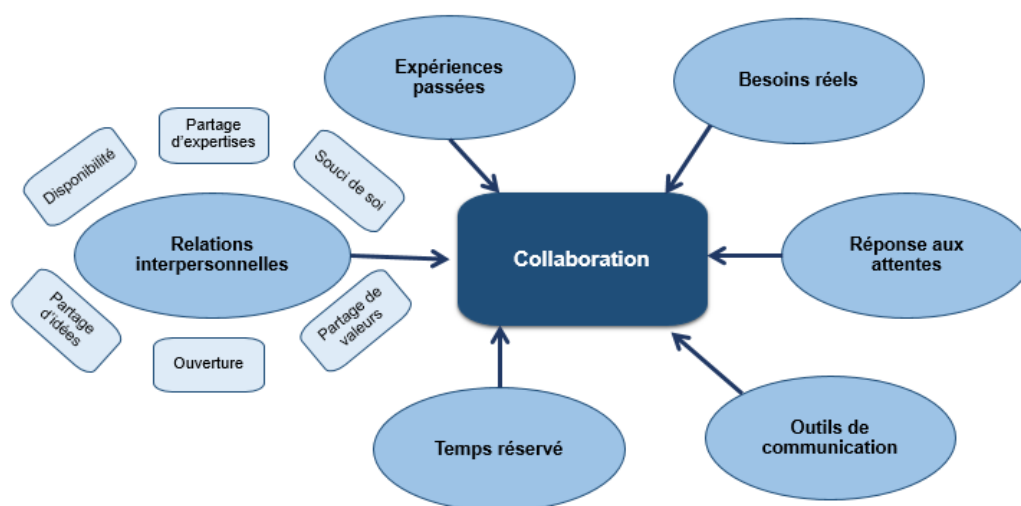 Expériences
passées
Besoins réels
Partage
d'expertises
Disponibilité
Souci de soi
Relations
interpersonnelles
Collaboration
Réponse aux
attentes
Partage
d'idées
Partage de
valeurs
Ouverture
Temps réservé
Outils de
communication